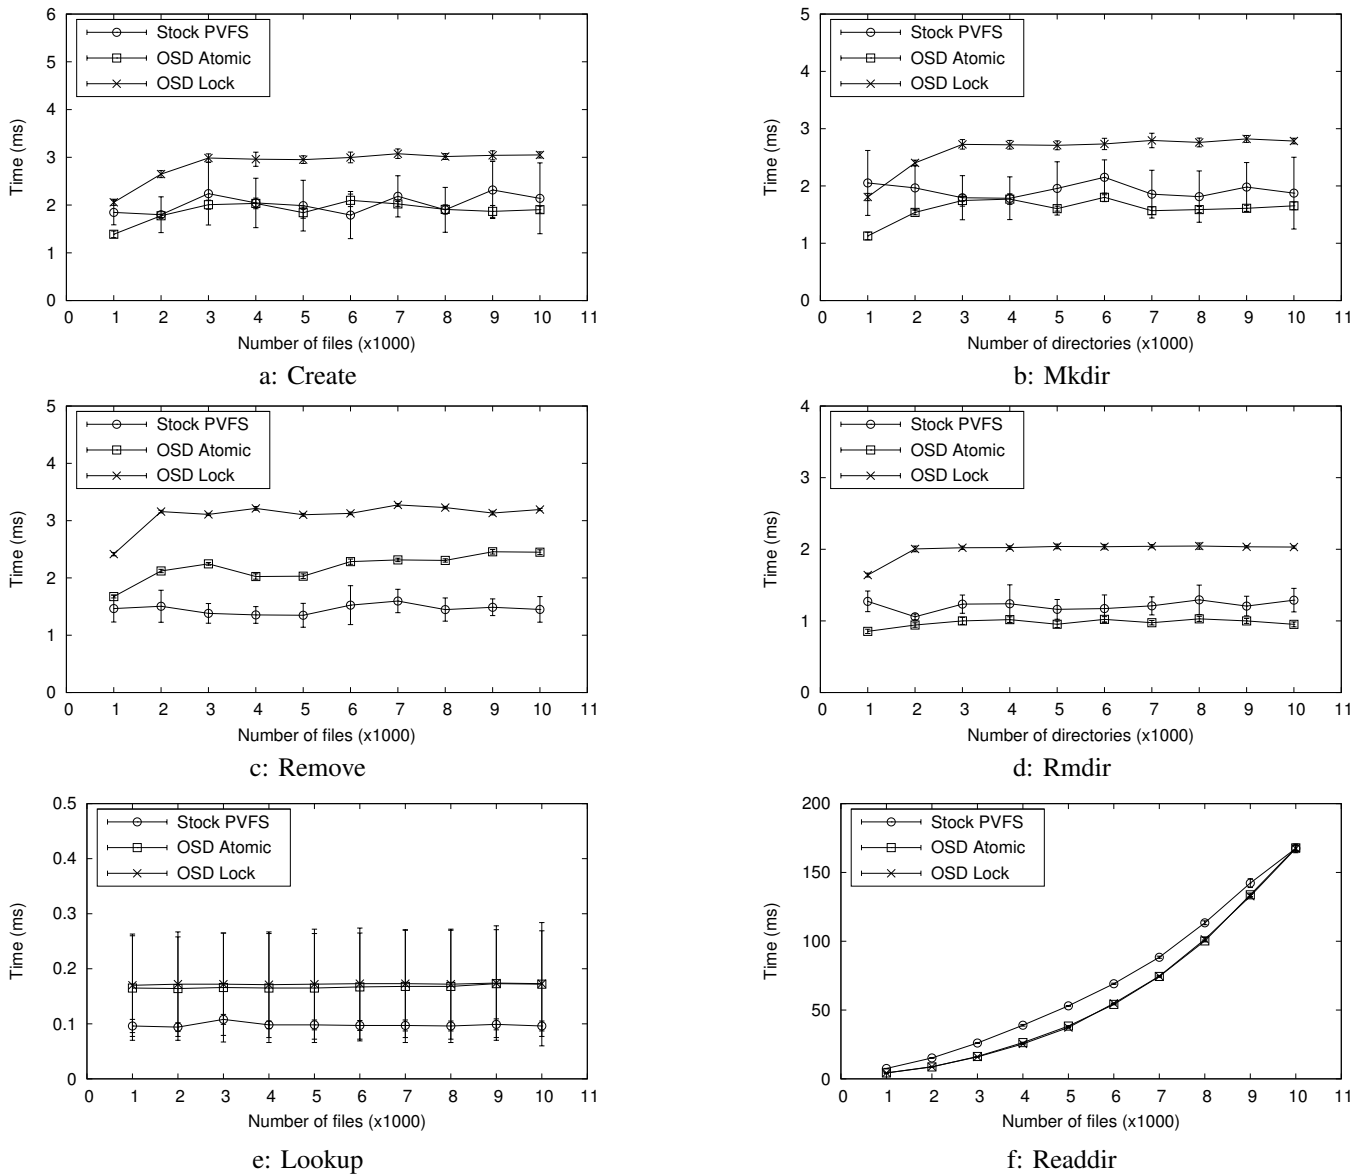 6
5
4
3
2
1
0
Time (ms)
Stock PVFS
OSD Atomic
OSD Lock
0 1 2 3 4 5 6 7 8 9 10 11
Number of files (x1000)
a: Create
5
4
3
2
1
0
Time (ms)
Stock PVFS
OSD Atomic
OSD Lock
0 1 2 3 4 5 6 7 8 9 10 11
Number of directories (x1000)
b: Mkdir
5
4
3
2
1
0
Time (ms)
Stock PVFS
OSD Atomic
OSD Lock
0 1 2 3 4 5 6 7 8 9 10 11
Number of files (x1000)
c: Remove
4
3
2
1
0
Time (ms)
Stock PVFS
OSD Atomic
OSD Lock
0 1 2 3 4 5 6 7 8 9 10 11
Number of directories (x1000)
d: Rmdir
0.5
0.4
0.3
0.2
0.1
0
Time (ms)
Stock PVFS
OSD Atomic
OSD Lock
0 1 2 3 4 5 6 7 8 9 10 11
Number of files (x1000)
e: Lookup
200
150
100
50
0
Time (ms)
Stock PVFS
OSD Atomic
OSD Lock
0 1 2 3 4 5 6 7 8 9 10 11
Number of files (x1000)
f: Readdir